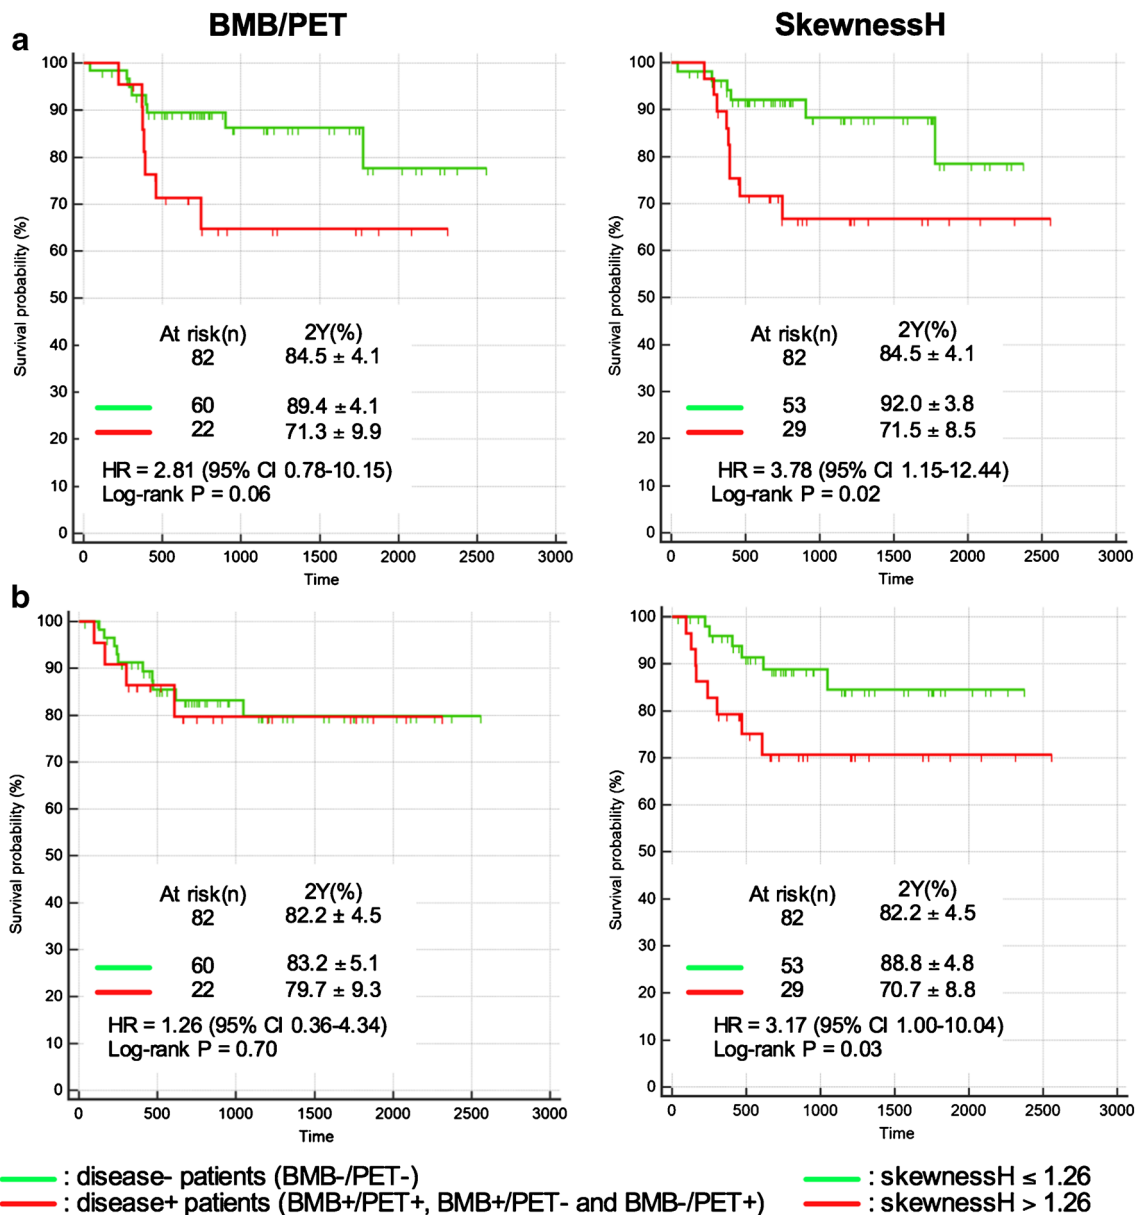 BMB/PET
SkewnessH
a
100
90
80
70
60
50
40
30
20
10
0
Survival probability (%)
At risk(n) 2Y(%)
82 84.5 ± 4.1
60 89.4 ± 4.1
22 71.3 ± 9.9
HR = 2.81 (95% CI 0.78-10.15)
Log-rank P = 0.06
0 500 1000 1500 2000 2500 3000
Time
100
90
80
70
60
50
40
30
20
10
0
Survival probability (%)
At risk(n) 2Y(%)
82 84.5 ± 4.1
53 92.0 ± 3.8
29 71.5 ± 8.5
HR = 3.78 (95% CI 1.15-12.44)
Log-rank P = 0.02
0 500 1000 1500 2000 2500 3000
Time
b
100
90
80
70
60
50
40
30
20
10
0
Survival probability (%)
At risk(n) 2Y(%)
82 82.2 ± 4.5
60 83.2 ± 5.1
22 79.7 ± 9.3
HR = 1.26 (95% CI 0.36-4.34)
Log-rank P = 0.70
0 500 1000 1500 2000 2500 3000
Time
100
90
80
70
60
50
40
30
20
10
0
Survival probability (%)
At risk(n) 2Y(%)
82 82.2 ± 4.5
53 88.8 ± 4.8
29 70.7 ± 8.8
HR = 3.17 (95% CI 1.00-10.04)
Log-rank P = 0.03
0 500 1000 1500 2000 2500 3000
Time
: disease- patients (BMB-/PET-)
: disease+ patients (BMB+/PET+, BMB+/PET- and BMB-/PET+)
: skewnessH ≤ 1.26
: skewnessH > 1.26